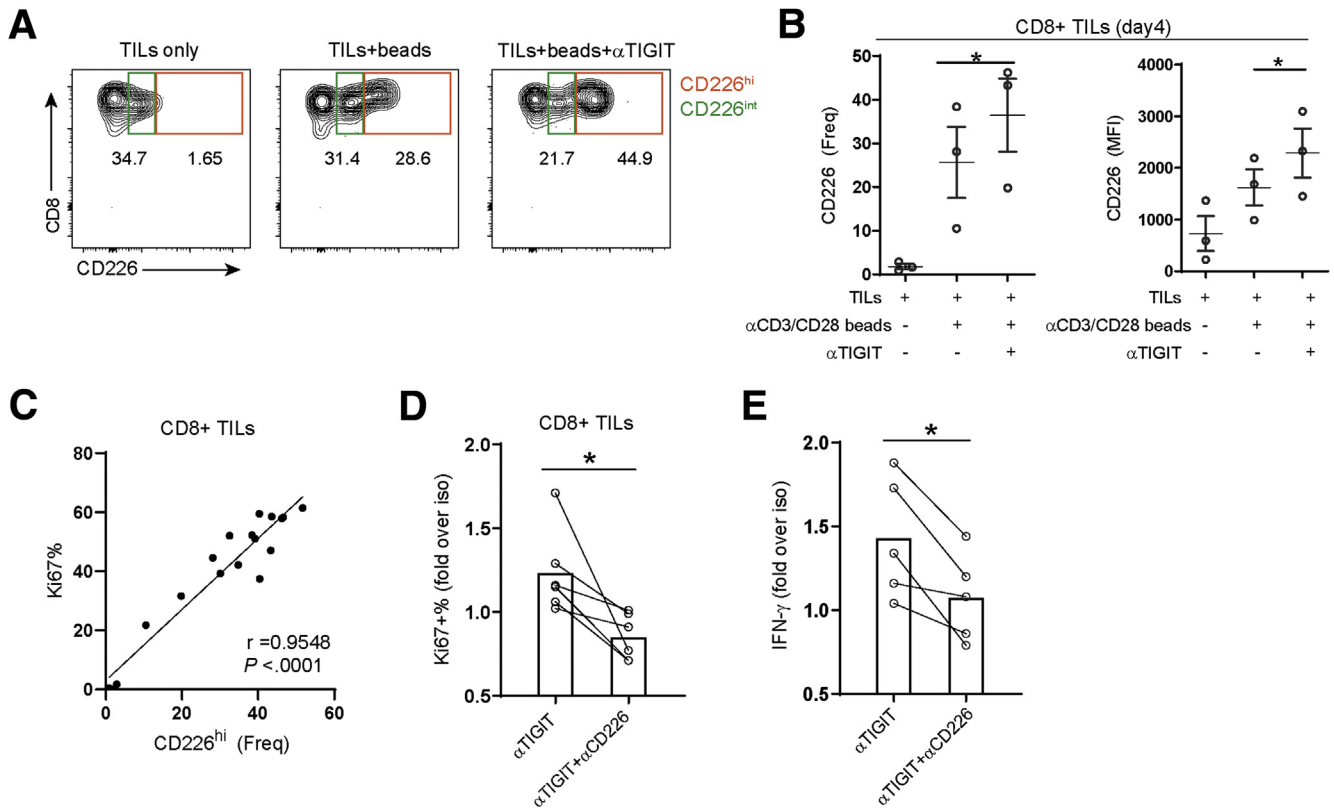 A
TILs only
TILs+beads
TILs+beads+αTIGIT
CD226hi
CD226int
34.7 1.65
31.4 28.6
21.7 44.9
CD8
CD226
B
CD8+ TILs (day4)
CD226 (Freq)
50
40
30
20
10
0
*
TILs + + +
αCD3/CD28 beads - + +
αTIGIT - - +
CD226 (MFI)
4000
3000
2000
1000
0
*
TILs + + +
αCD3/CD28 beads - + +
αTIGIT - - +
C
CD8+ TILs
Ki67%
80
60
40
20
0
r =0.9548
P <.0001
0 20 40 60
CD226hi (Freq)
D
CD8+ TILs
Ki67+% (fold over iso)
2.0
1.5
1.0
0.5
*
αTIGIT
αTIGIT+αCD226
E
IFN-γ (fold over iso)
2.0
1.5
1.0
0.5
*
αTIGIT
αTIGIT+αCD226